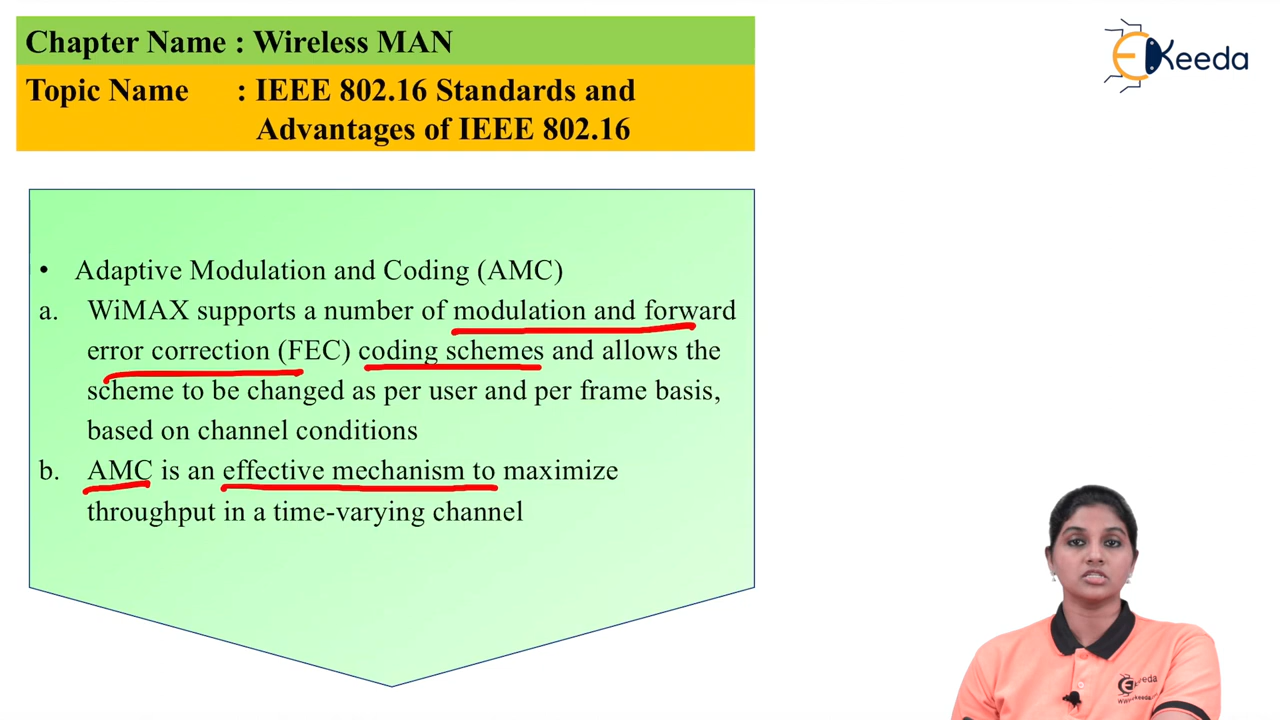 Chapter Name : Wireless MAN
Keeda
Topic Name : IEEE 802.16 Standards and
Advantages of IEEE 802.16
• Adaptive Modulation and Coding (AMC)
a. WiMAX supports a number of modulation and forward
error correction (FEC) coding schemes and allows the
scheme to be changed as per user and per frame basis,
based on channel conditions
b. AMC is an effective mechanism to maximize
throughput in a time-varying channel